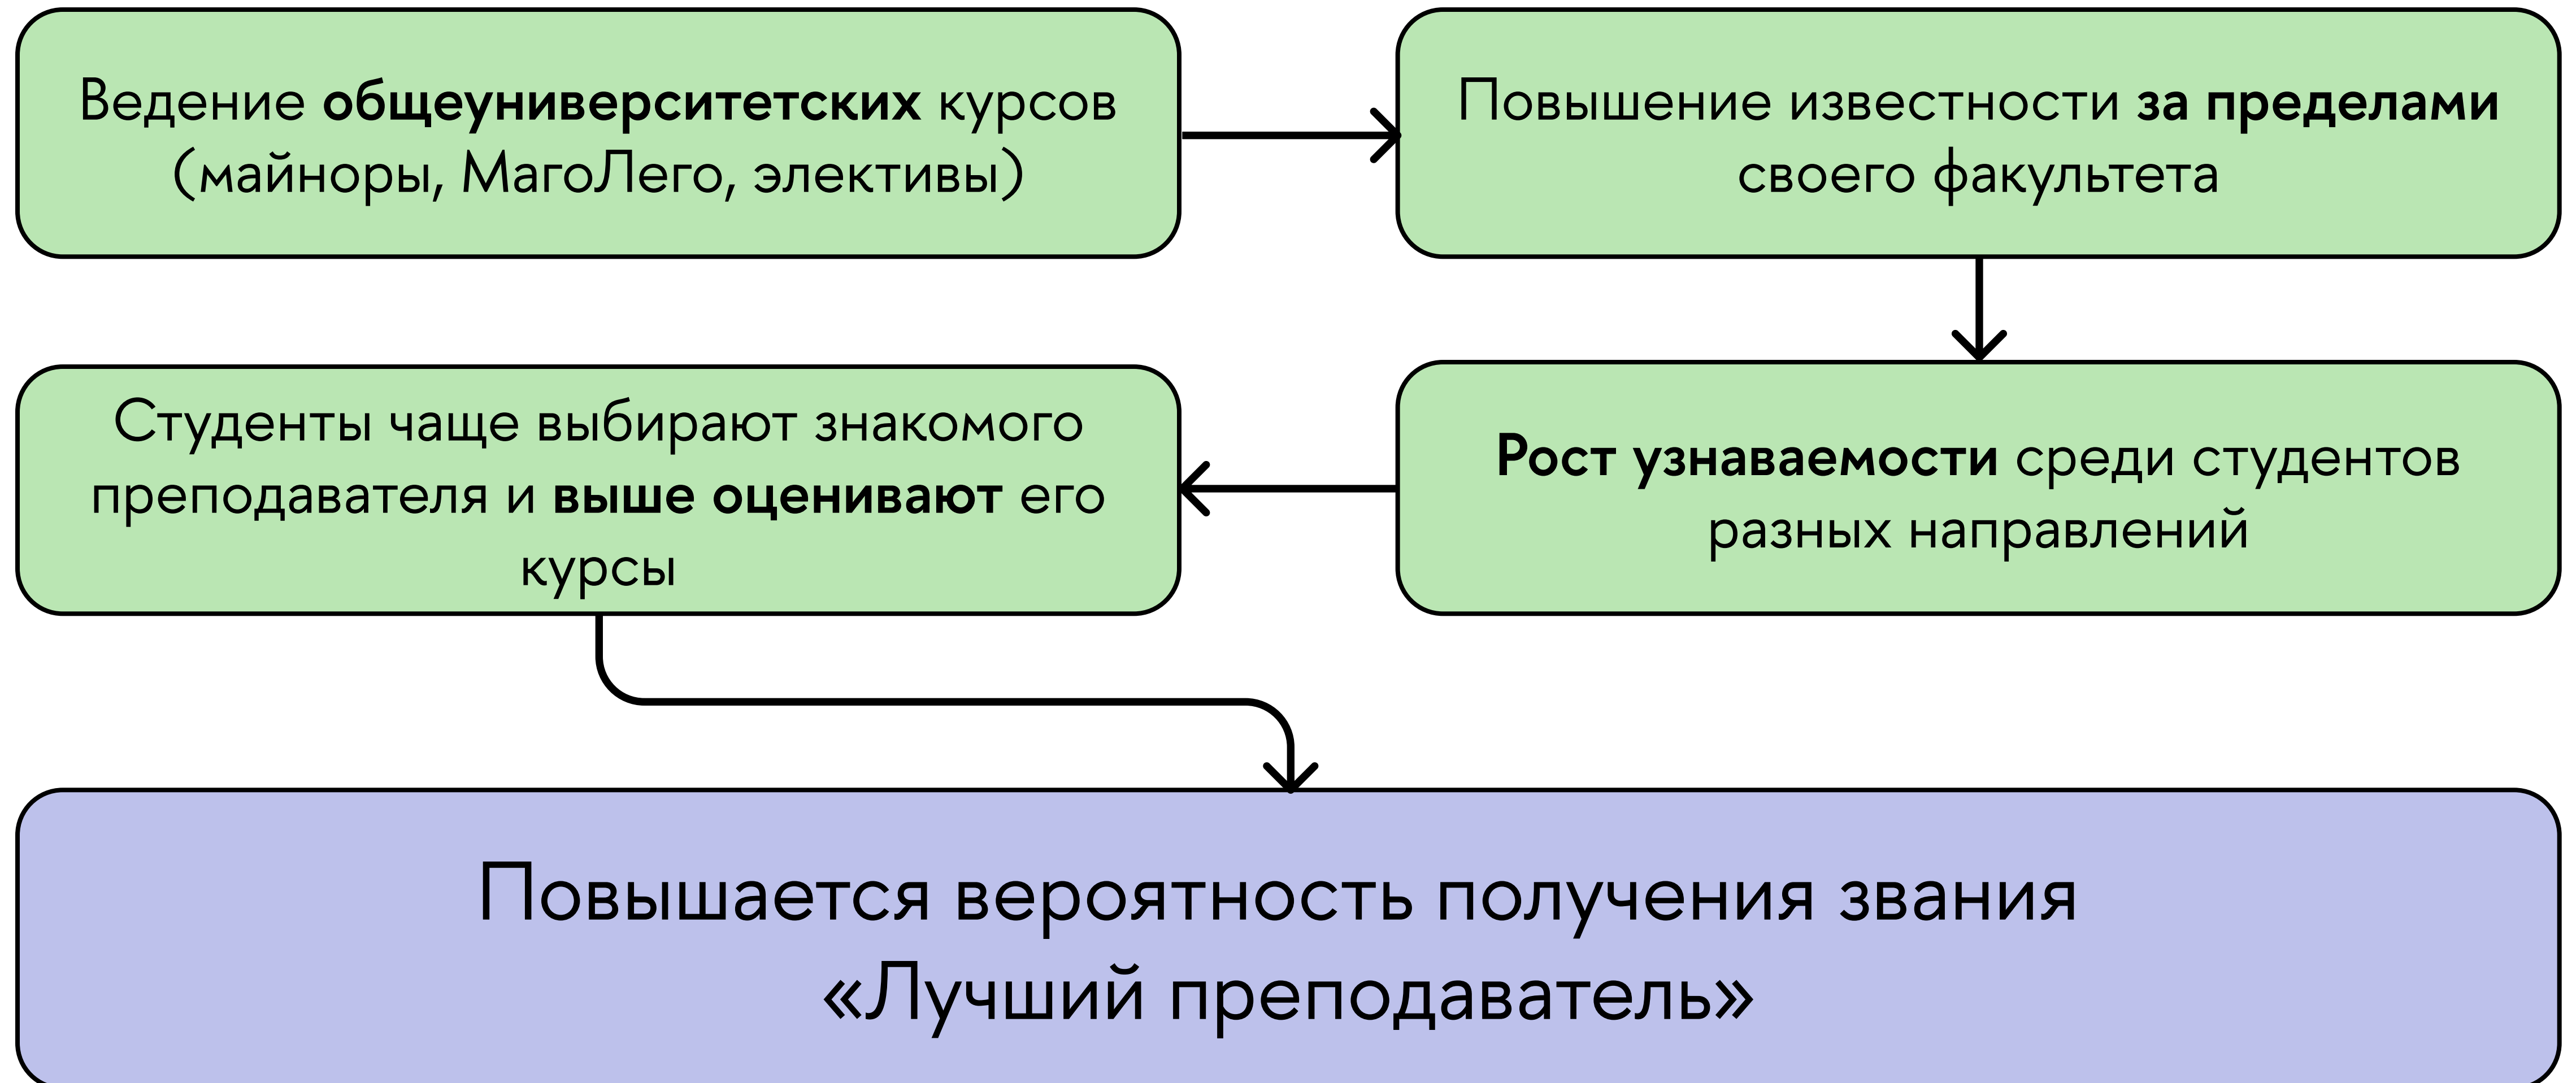 Ведение общеуниверситетских курсов
(майноры, МагоЛего, элективы)
Повышение известности за пределами
своего факультета
Рост узнаваемости среди студентов
разных направлений
Студенты чаще выбирают знакомого
преподавателя и выше оценивают его
курсы
Повышается вероятность получения звания
«Лучший преподаватель»